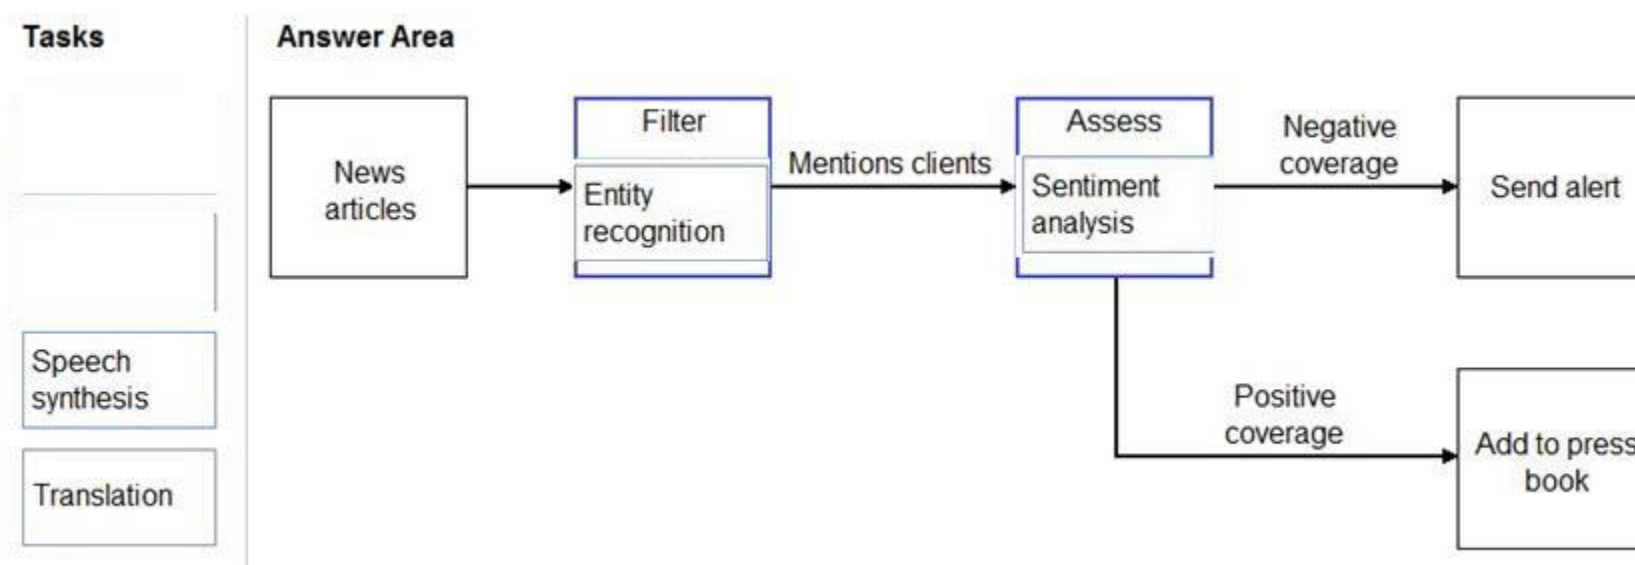 Tasks
Answer Area
Speech
synthesis
Translation
News
articles
Filter
Entity
recognition
Mentions clients
Assess
Sentiment
analysis
Negative
coverage
Send alert
Positive
coverage
Add to press
book